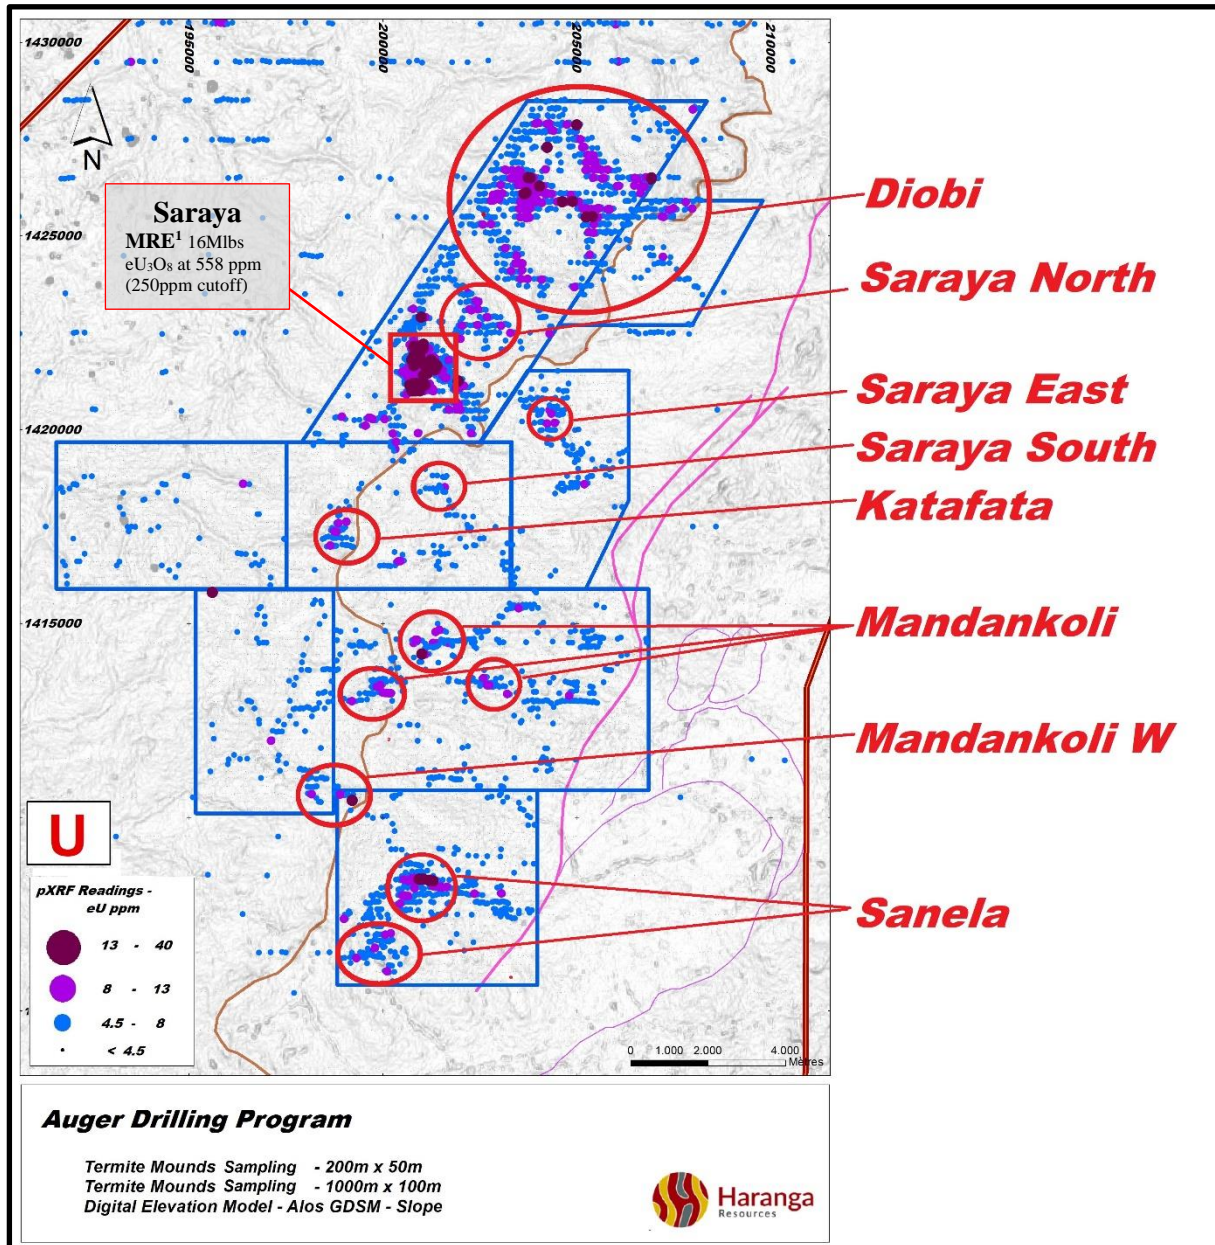 1430000
195000
200000
205000
210000
N
Saraya
MRE¹ 16Mlbs
eU₃O₈ at 558 ppm
(250ppm cutoff)
Diobi
1425000
Saraya North
Saraya East
1420000
Saraya South
Katafata
1415000
Mandankoli
Mandankoli W
U
pXRF Readings -
eU ppm
13 - 40
8 - 13
4.5 - 8
< 4.5
Sanela
0 1.000 2.000 4.000
Mètres
Auger Drilling Program
Termite Mounds Sampling - 200m x 50m
Termite Mounds Sampling - 1000m x 100m
Digital Elevation Model - Alos GDSM - Slope
Haranga
Resources